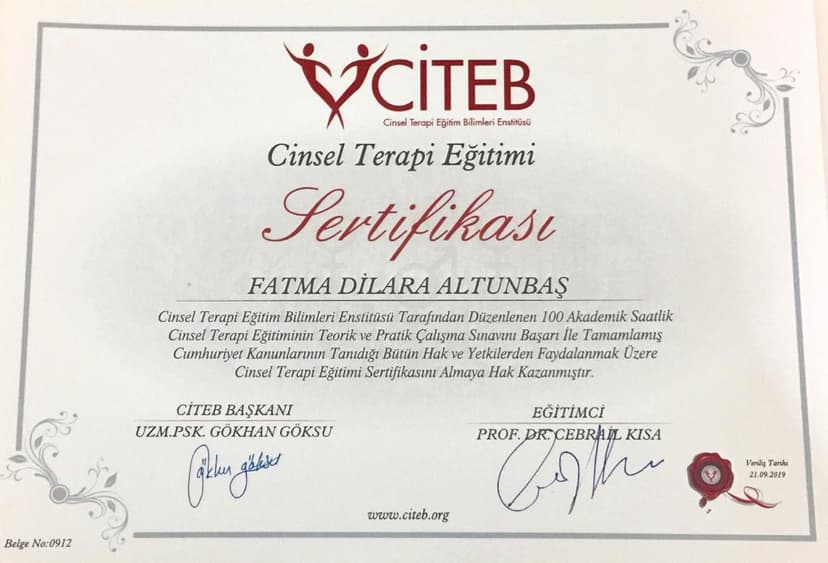 CİTEB
Cinsel Terapi Eğitim Bilimleri Enstitüsü
Cinsel Terapi Eğitimi
Sertifikası
FATMA DİLARA ALTUNBAŞ
Cinsel Terapi Eğitim Bilimleri Enstitüsü Tarafından Düzenlenen 100 Akademik Saatlik
Cinsel Terapi Eğitiminin Teorik ve Pratik Çalışma Sınavını Başarı İle Tamamlamış
Cumhuriyet Kanunlarının Tanıdığı Bütün Hak ve Yetkilerden Faydalanmak Üzere
Cinsel Terapi Eğitimi Sertifikasını Almaya Hak Kazanmıştır.
CİTEB BAŞKANI
UZM.PSK. GÖKHAN GÖKSU
EĞİTİMCİ
PROF. DR. CEBRAİL KISA
Veriliş Tarihi
21.09.2019
www.citeb.org
Belge No:0912